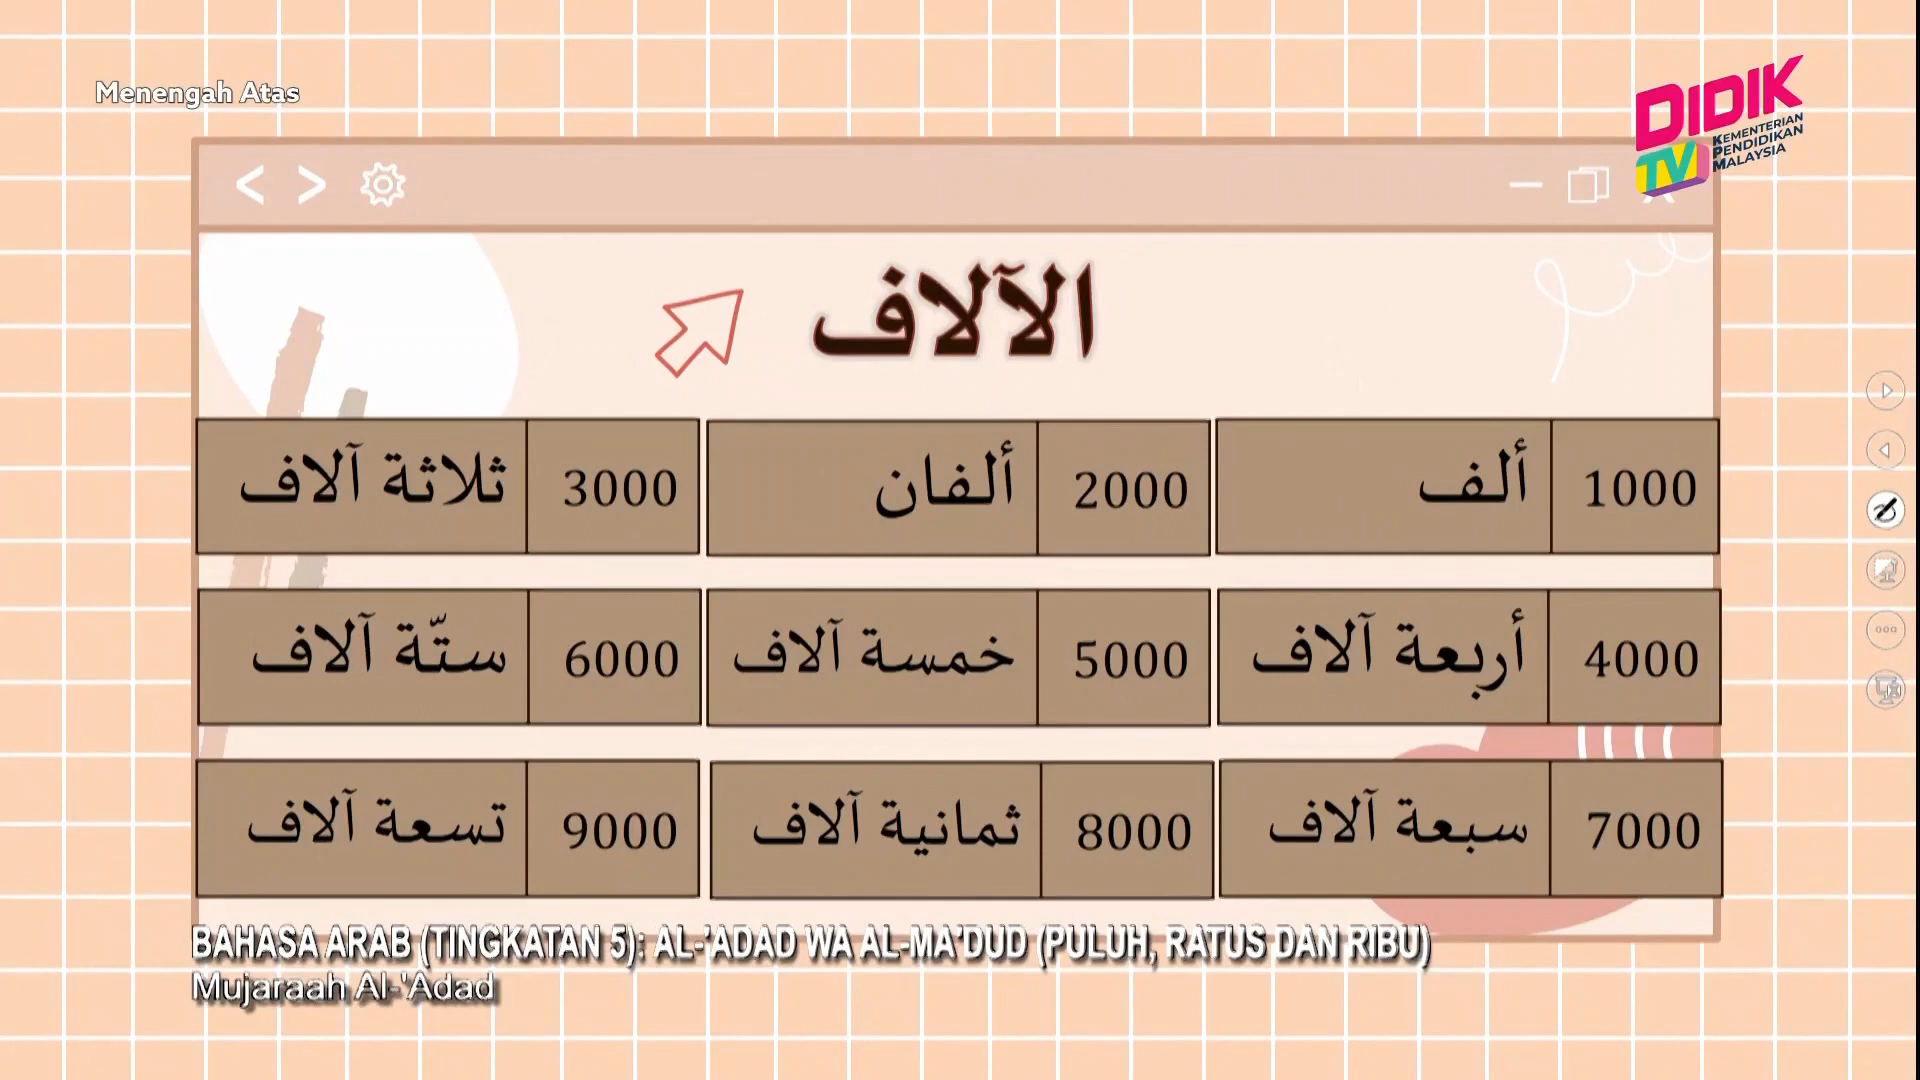 Menengah Atas
DIDIK
TV
KEMENTERIAN
PENDIDIKAN
MALAYSIA
الآلاف
1000 ألف
2000 ألفان
3000 ثلاثة آلاف
4000 أربعة آلاف
5000 خمسة آلاف
6000 ستّة آلاف
7000 سبعة آلاف
8000 ثمانية آلاف
9000 تسعة آلاف
BAHASA ARAB (TINGKATAN 5): AL-'ADAD WA AL-MA'DUD (PULUH, RATUS DAN RIBU)
Mujaraah Al-'Adad